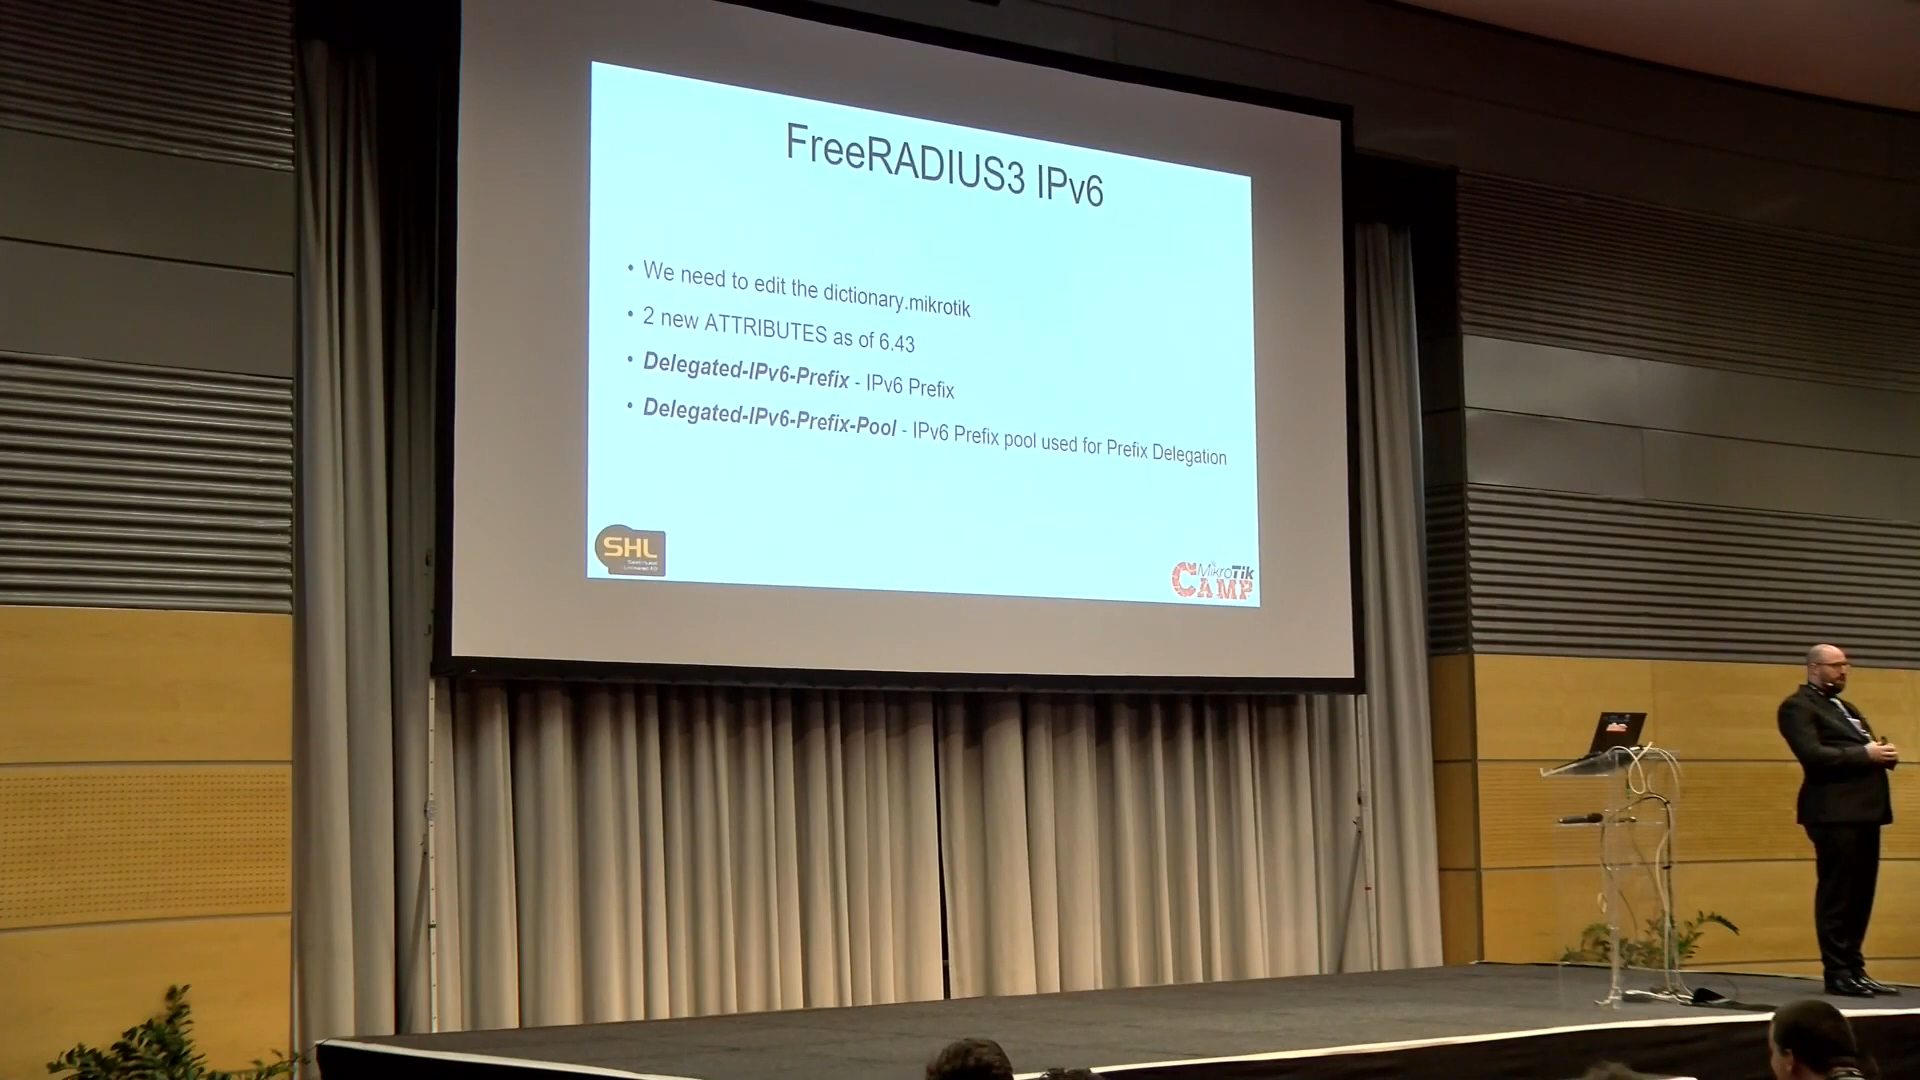 FreeRADIUS3 IPv6
• We need to edit the dictionary.mikrotik
• 2 new ATTRIBUTES as of 6.43
• Delegated-IPv6-Prefix - IPv6 Prefix
• Delegated-IPv6-Prefix-Pool - IPv6 Prefix pool used for Prefix Delegation
SHL
MikroTik
CAMP